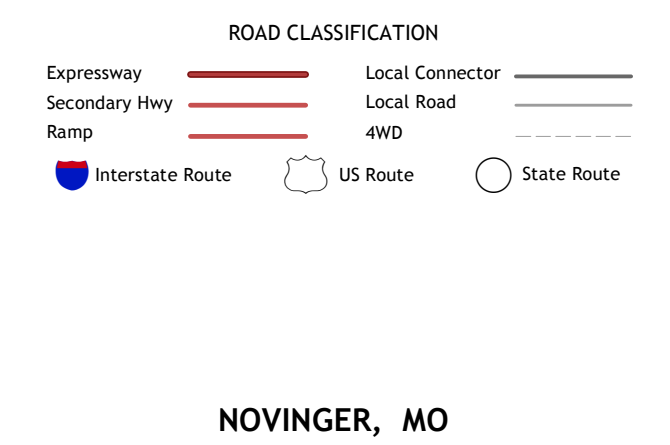 ROAD CLASSIFICATION
Expressway
Local Connector
Secondary Hwy
Local Road
Ramp
4WD
Interstate Route
US Route
State Route
NOVINGER, MO